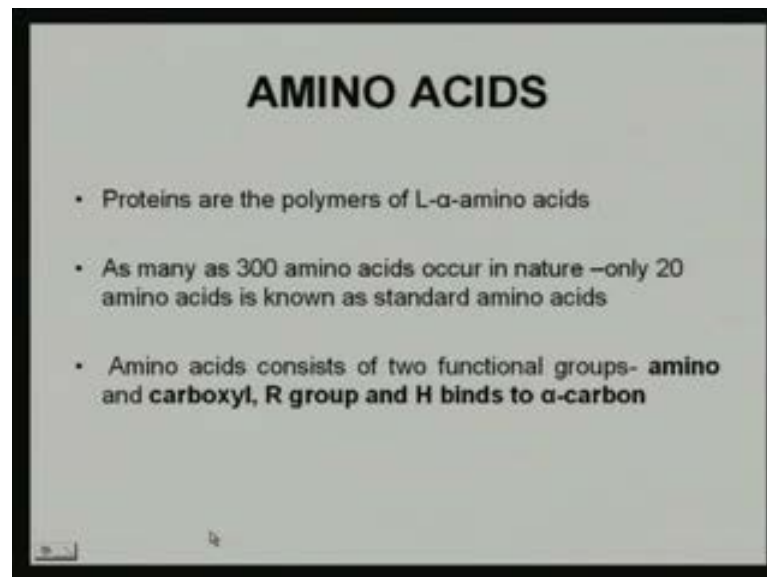 AMINO ACIDS
• Proteins are the polymers of L-α-amino acids
• As many as 300 amino acids occur in nature –only 20
amino acids is known as standard amino acids
• Amino acids consists of two functional groups- amino
and carboxyl, R group and H binds to α-carbon